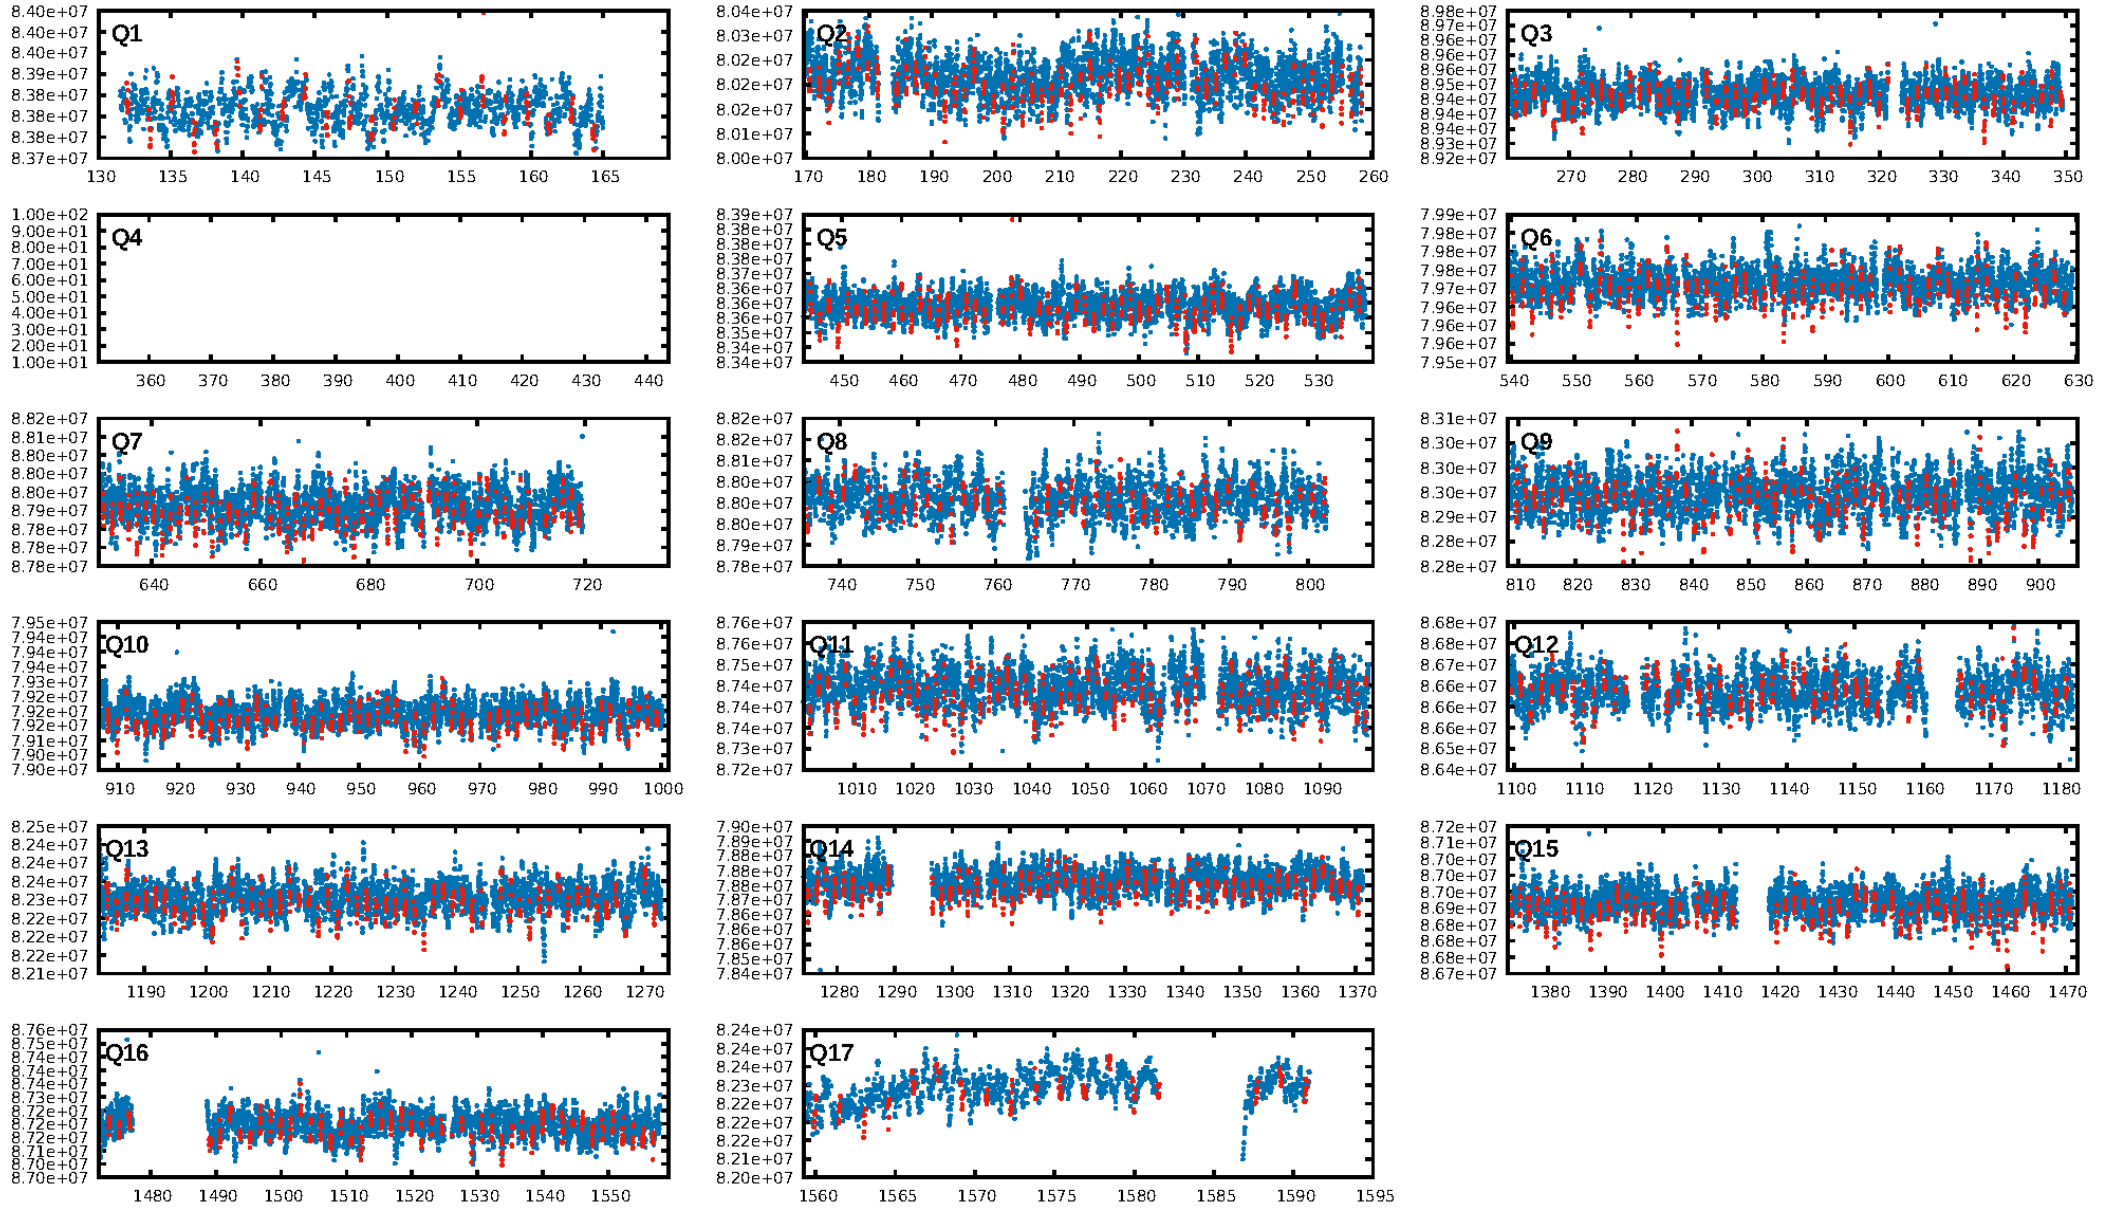 Q1
8.40e+07
8.40e+07
8.40e+07
8.39e+07
8.38e+07
8.38e+07
8.38e+07
8.37e+07
130 135 140 145 150 155 160 165
Q2
8.04e+07
8.03e+07
8.02e+07
8.02e+07
8.02e+07
8.01e+07
8.00e+07
170 180 190 200 210 220 230 240 250 260
Q3
8.98e+07
8.97e+07
8.96e+07
8.96e+07
8.96e+07
8.95e+07
8.94e+07
8.94e+07
8.94e+07
8.93e+07
8.92e+07
270 280 290 300 310 320 330 340 350
Q4
1.00e+02
9.00e+01
8.00e+01
7.00e+01
6.00e+01
5.00e+01
4.00e+01
3.00e+01
2.00e+01
1.00e+01
360 370 380 390 400 410 420 430 440
Q5
8.39e+07
8.38e+07
8.38e+07
8.38e+07
8.37e+07
8.36e+07
8.36e+07
8.36e+07
8.35e+07
8.34e+07
8.34e+07
450 460 470 480 490 500 510 520 530
Q6
7.99e+07
7.98e+07
7.98e+07
7.98e+07
7.97e+07
7.96e+07
7.96e+07
7.96e+07
7.95e+07
540 550 560 570 580 590 600 610 620 630
Q7
8.82e+07
8.81e+07
8.80e+07
8.80e+07
8.80e+07
8.79e+07
8.78e+07
8.78e+07
8.78e+07
640 660 680 700 720
Q8
8.82e+07
8.82e+07
8.81e+07
8.80e+07
8.80e+07
8.79e+07
8.78e+07
740 750 760 770 780 790 800
Q9
8.31e+07
8.30e+07
8.30e+07
8.30e+07
8.29e+07
8.28e+07
8.28e+07
810 820 830 840 850 860 870 880 890 900
Q10
7.95e+07
7.94e+07
7.94e+07
7.94e+07
7.93e+07
7.92e+07
7.92e+07
7.92e+07
7.91e+07
7.90e+07
7.90e+07
910 920 930 940 950 960 970 980 990 1000
Q11
8.76e+07
8.76e+07
8.75e+07
8.74e+07
8.74e+07
8.74e+07
8.73e+07
8.72e+07
1010 1020 1030 1040 1050 1060 1070 1080 1090
Q12
8.68e+07
8.68e+07
8.67e+07
8.66e+07
8.66e+07
8.65e+07
8.64e+07
1100 1110 1120 1130 1140 1150 1160 1170 1180
Q13
8.25e+07
8.24e+07
8.24e+07
8.24e+07
8.23e+07
8.22e+07
8.22e+07
8.22e+07
8.21e+07
1190 1200 1210 1220 1230 1240 1250 1260 1270
Q14
7.90e+07
7.89e+07
7.88e+07
7.88e+07
7.88e+07
7.87e+07
7.86e+07
7.86e+07
7.86e+07
7.85e+07
7.84e+07
1280 1290 1300 1310 1320 1330 1340 1350 1360 1370
Q15
8.72e+07
8.71e+07
8.70e+07
8.70e+07
8.70e+07
8.69e+07
8.68e+07
8.68e+07
8.68e+07
8.67e+07
1380 1390 1400 1410 1420 1430 1440 1450 1460 1470
Q16
8.76e+07
8.75e+07
8.74e+07
8.74e+07
8.74e+07
8.73e+07
8.72e+07
8.72e+07
8.72e+07
8.71e+07
8.70e+07
8.70e+07
1480 1490 1500 1510 1520 1530 1540 1550
Q17
8.24e+07
8.24e+07
8.24e+07
8.23e+07
8.22e+07
8.22e+07
8.21e+07
8.20e+07
1560 1565 1570 1575 1580 1585 1590 1595